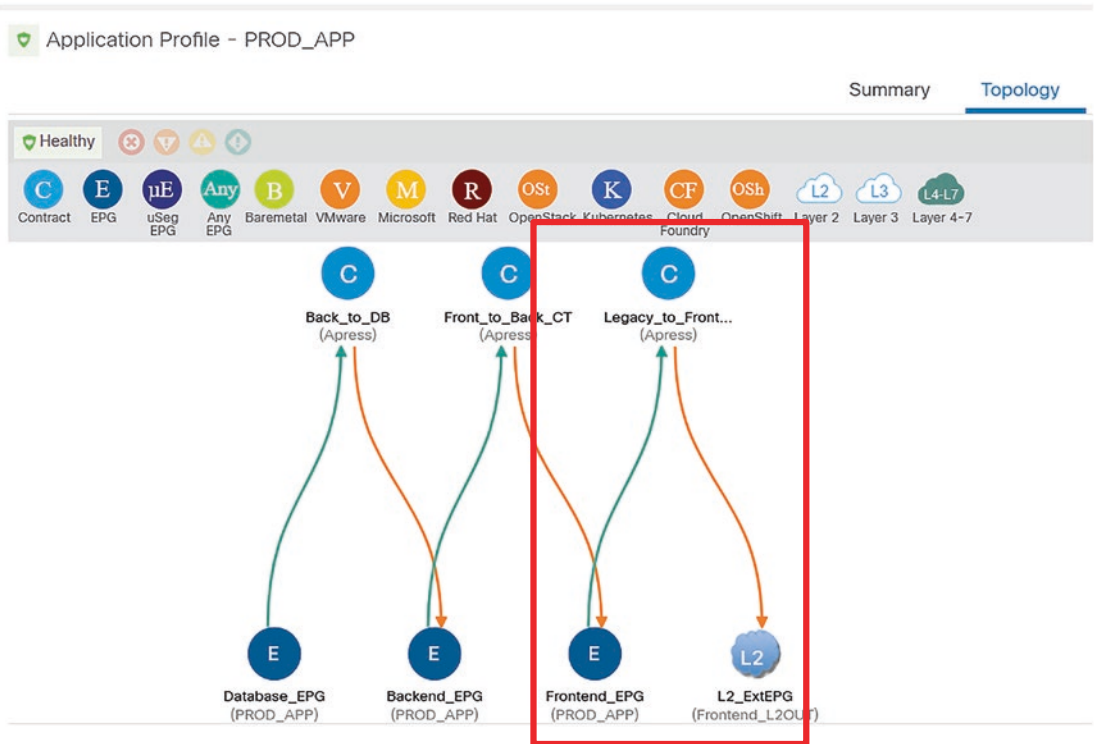 Application Profile - PROD_APP
Summary Topology
Healthy
C E µE Any B V M R OSt K CF OSh L2 L3 L4-L7
Contract EPG uSeg EPG Any EPG Baremetal VMware Microsoft Red Hat OpenStack Kubernetes Cloud Foundry OpenShift Layer 2 Layer 3 Layer 4-7
C C C
Back_to_DB Front_to_Back_CT Legacy_to_Front...
(Apress) (Apress) (Apress)
E E E L2
Database_EPG Backend_EPG Frontend_EPG L2_ExtEPG
(PROD_APP) (PROD_APP) (PROD_APP) (Frontend_L2OUT)